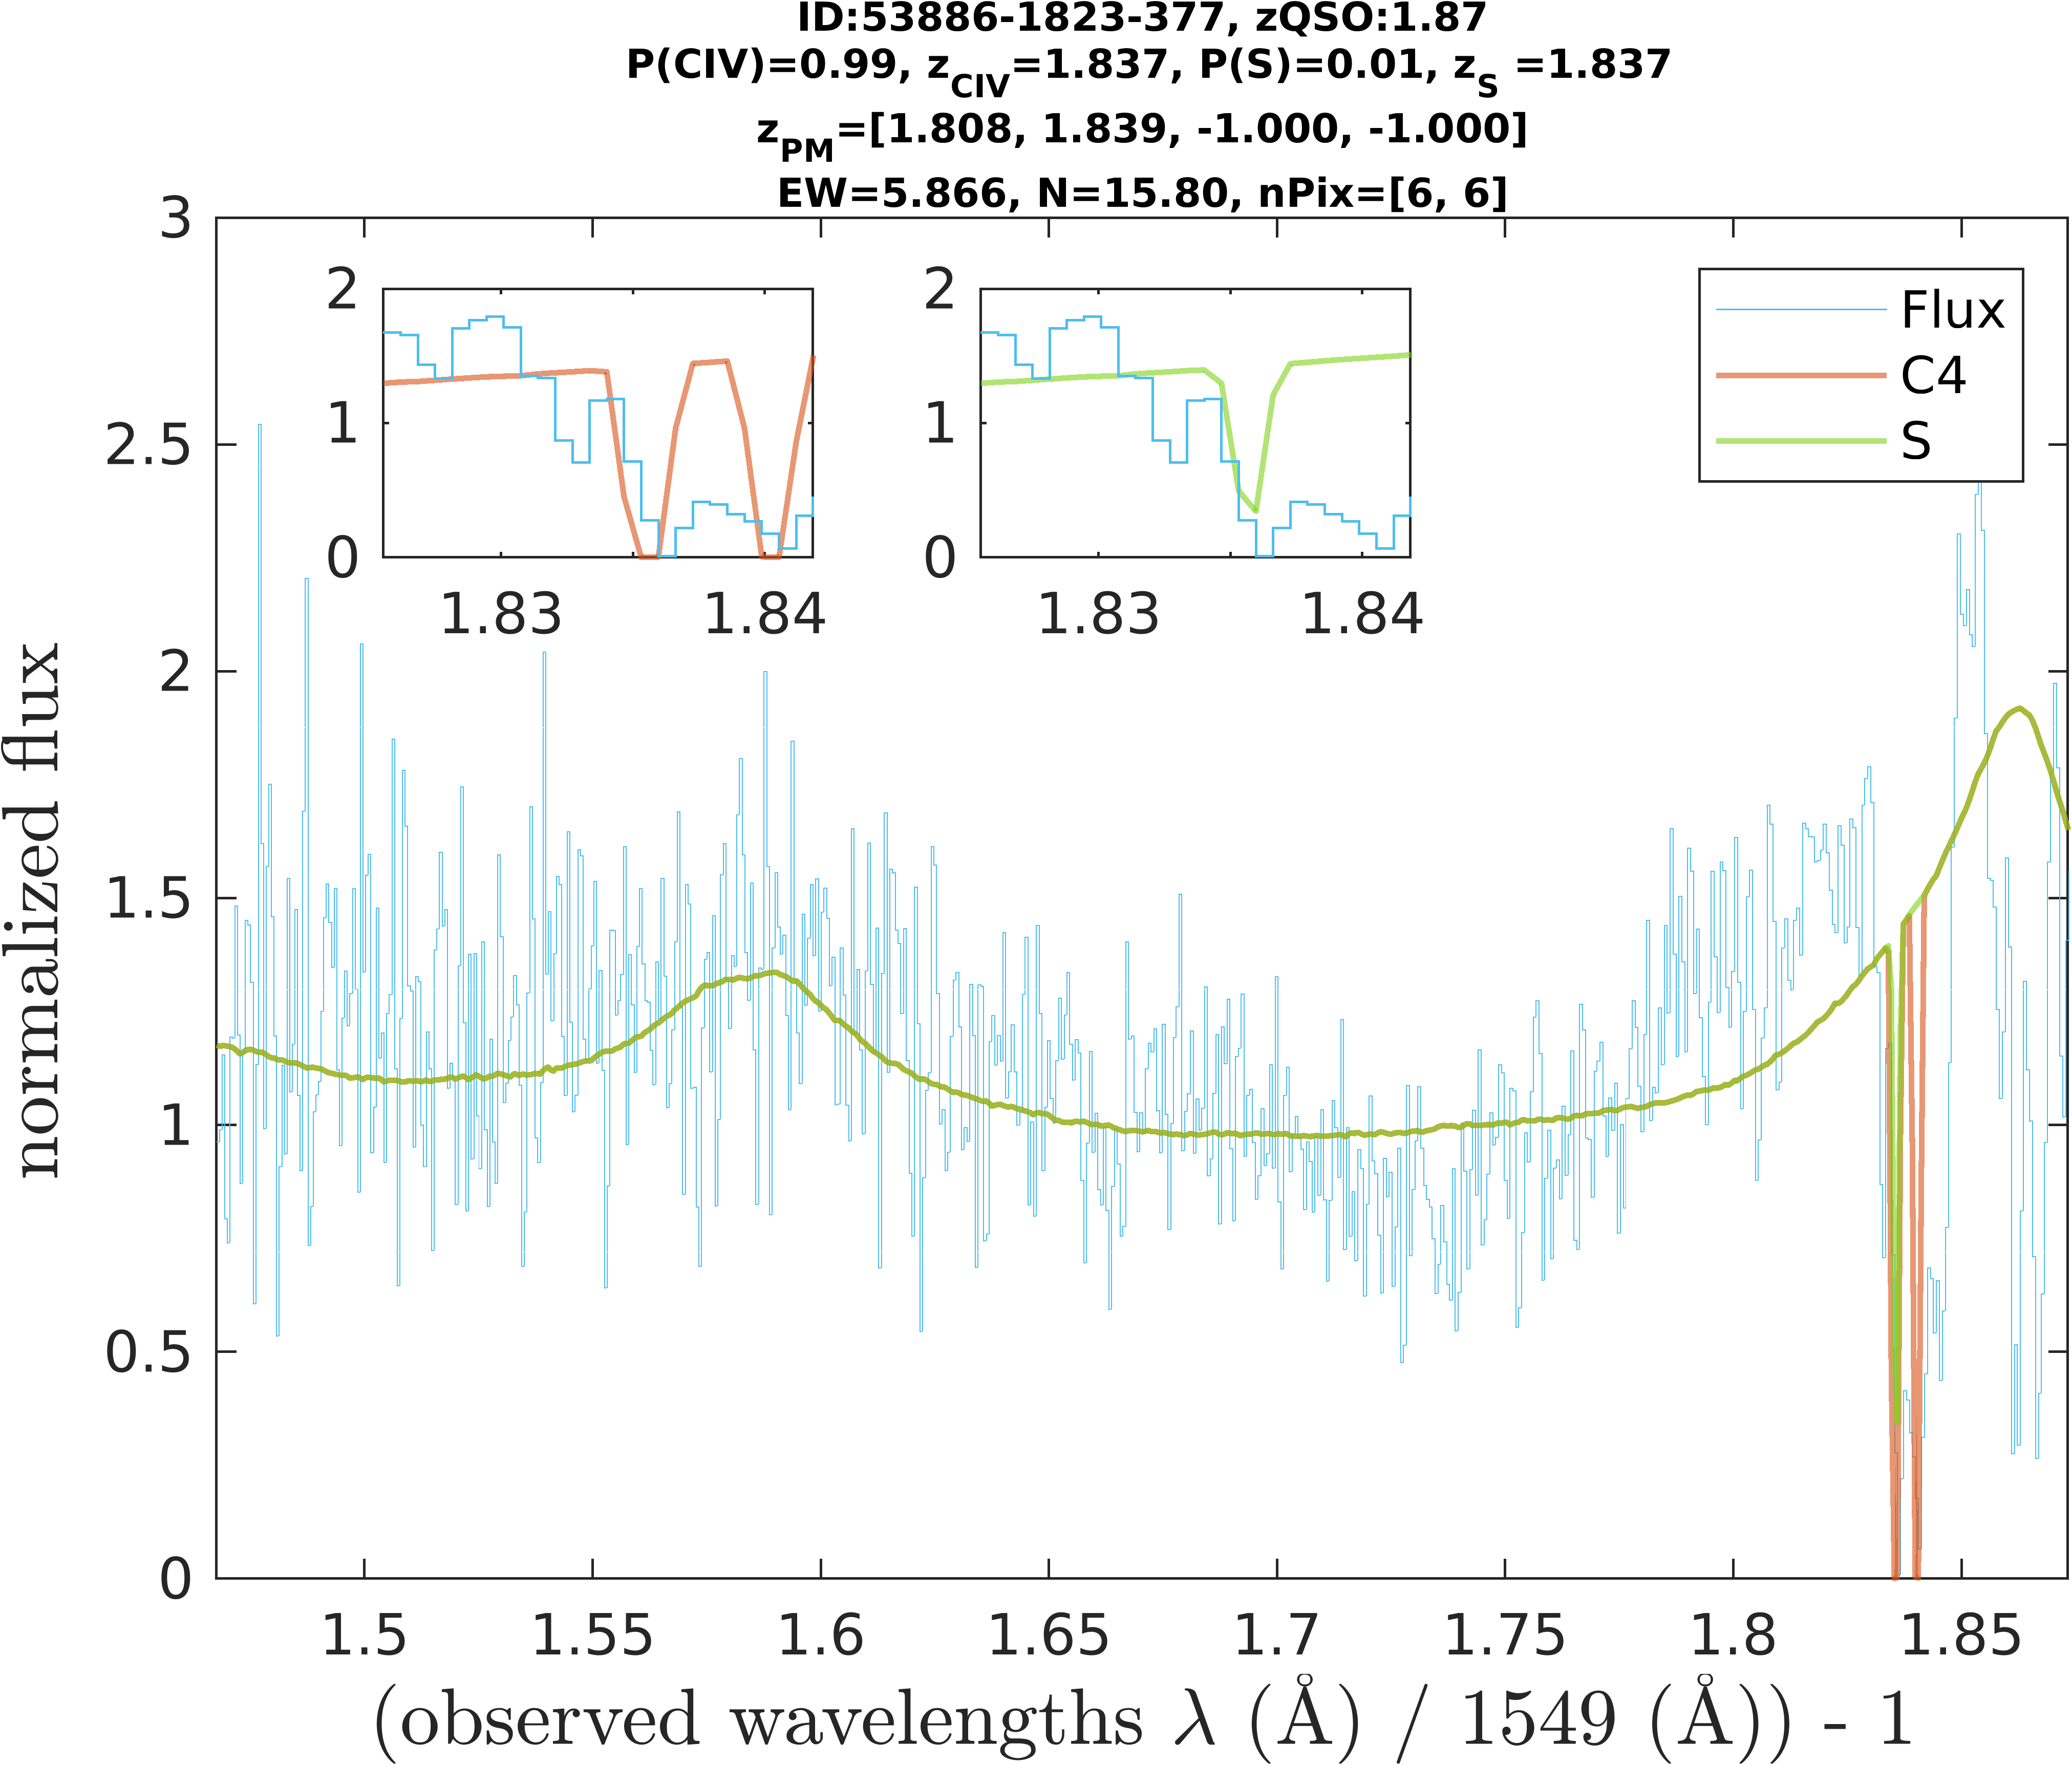 ID:53886-1823-377, zQSO:1.87
P(CIV)=0.99, z_CIV=1.837, P(S)=0.01, z_S =1.837
z_PM=[1.808, 1.839, -1.000, -1.000]
EW=5.866, N=15.80, nPix=[6, 6]
3
2.5
2
1.5
1
0.5
0
normalized flux
2
1
0
1.83
1.84
2
1
0
1.83
1.84
Flux
C4
S
1.5
1.55
1.6
1.65
1.7
1.75
1.8
1.85
(observed wavelengths λ (Å) / 1549 (Å)) - 1